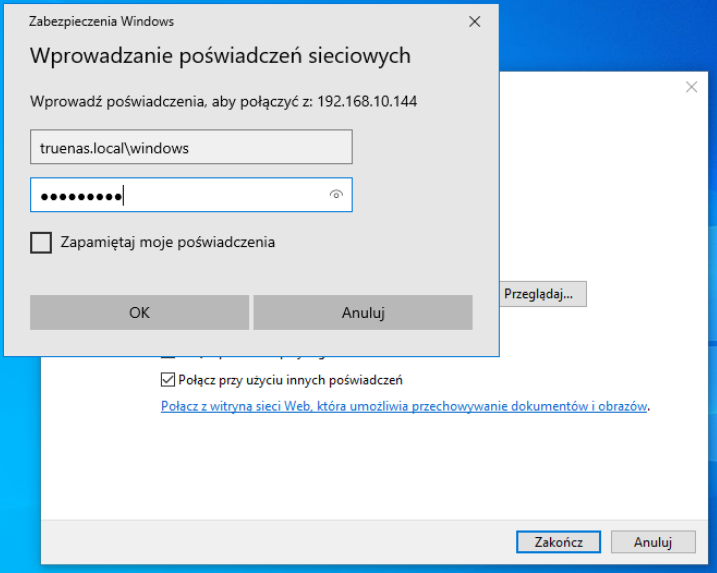 Zabezpieczenia Windows
Wprowadzanie poświadczeń sieciowych
Wprowadź poświadczenia, aby połączyć z: 192.168.10.144
truenas.local\windows
●●●●●●●●●
Zapamiętaj moje poświadczenia
OK Anuluj
Przeglądaj...
Połącz przy użyciu innych poświadczeń
Połącz z witryną sieci Web, która umożliwia przechowywanie dokumentów i obrazów.
Zakończ Anuluj